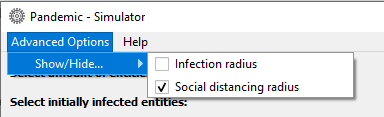 Pandemic - Simulator
Advanced Options Help
Show/Hide...
Infection radius
Social distancing radius
Select initially infected entities: